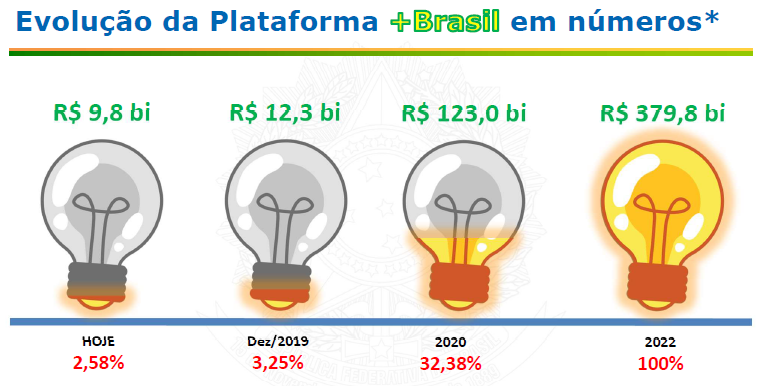 Evolução da Plataforma +Brasil em números*
R$ 9,8 bi R$ 12,3 bi R$ 123,0 bi R$ 379,8 bi
HOJE Dez/2019 2020 2022
2,58% 3,25% 32,38% 100%